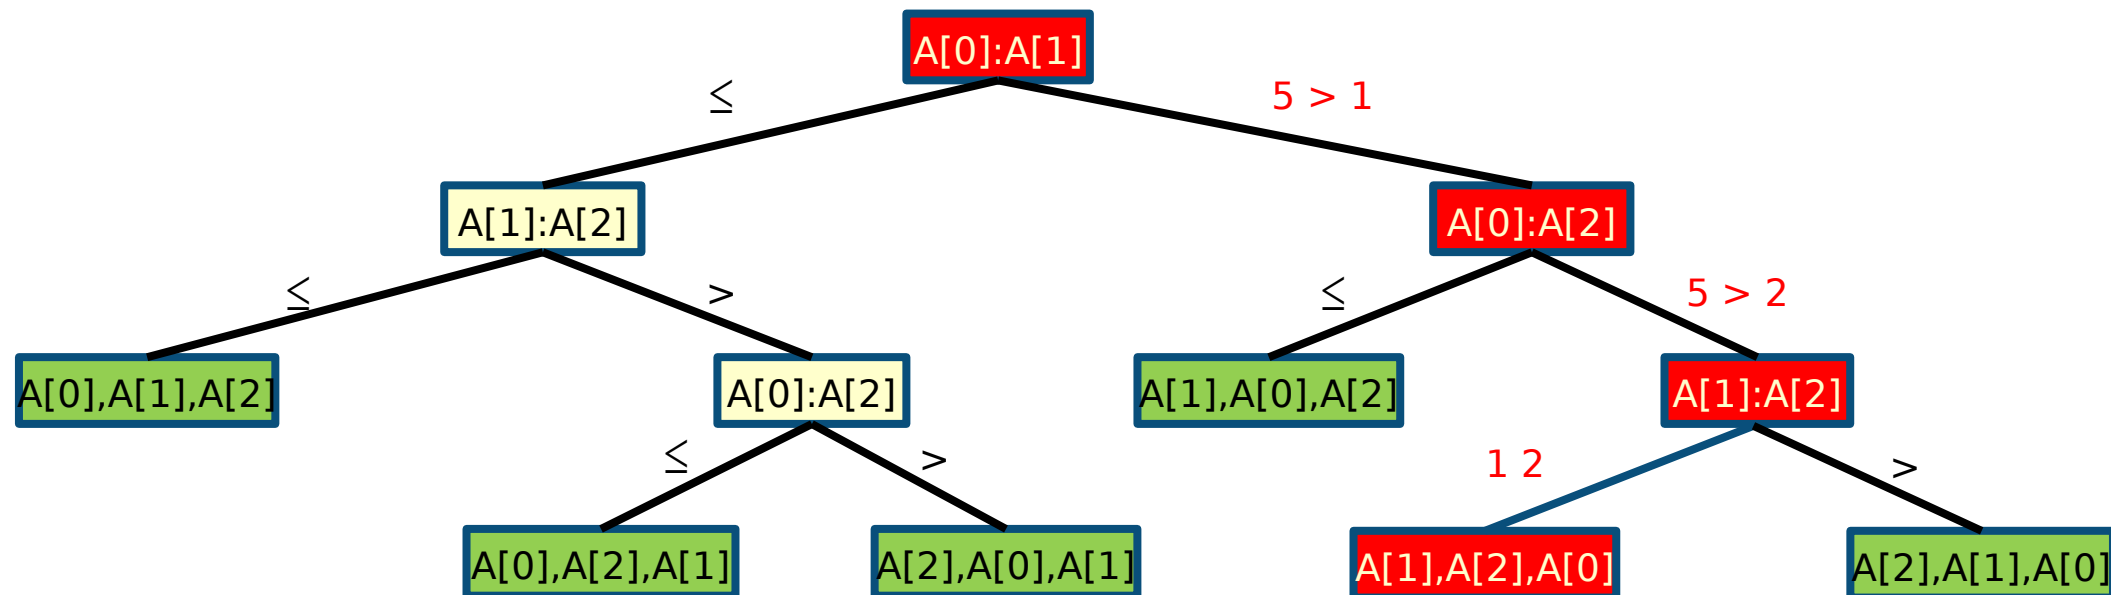 A[0]:A[1]
≤
5 > 1
A[1]:A[2]
A[0]:A[2]
≤
>
≤
5 > 2
A[0],A[1],A[2]
A[0]:A[2]
A[1],A[0],A[2]
A[1]:A[2]
≤
>
1 2
>
A[0],A[2],A[1]
A[2],A[0],A[1]
A[1],A[2],A[0]
A[2],A[1],A[0]